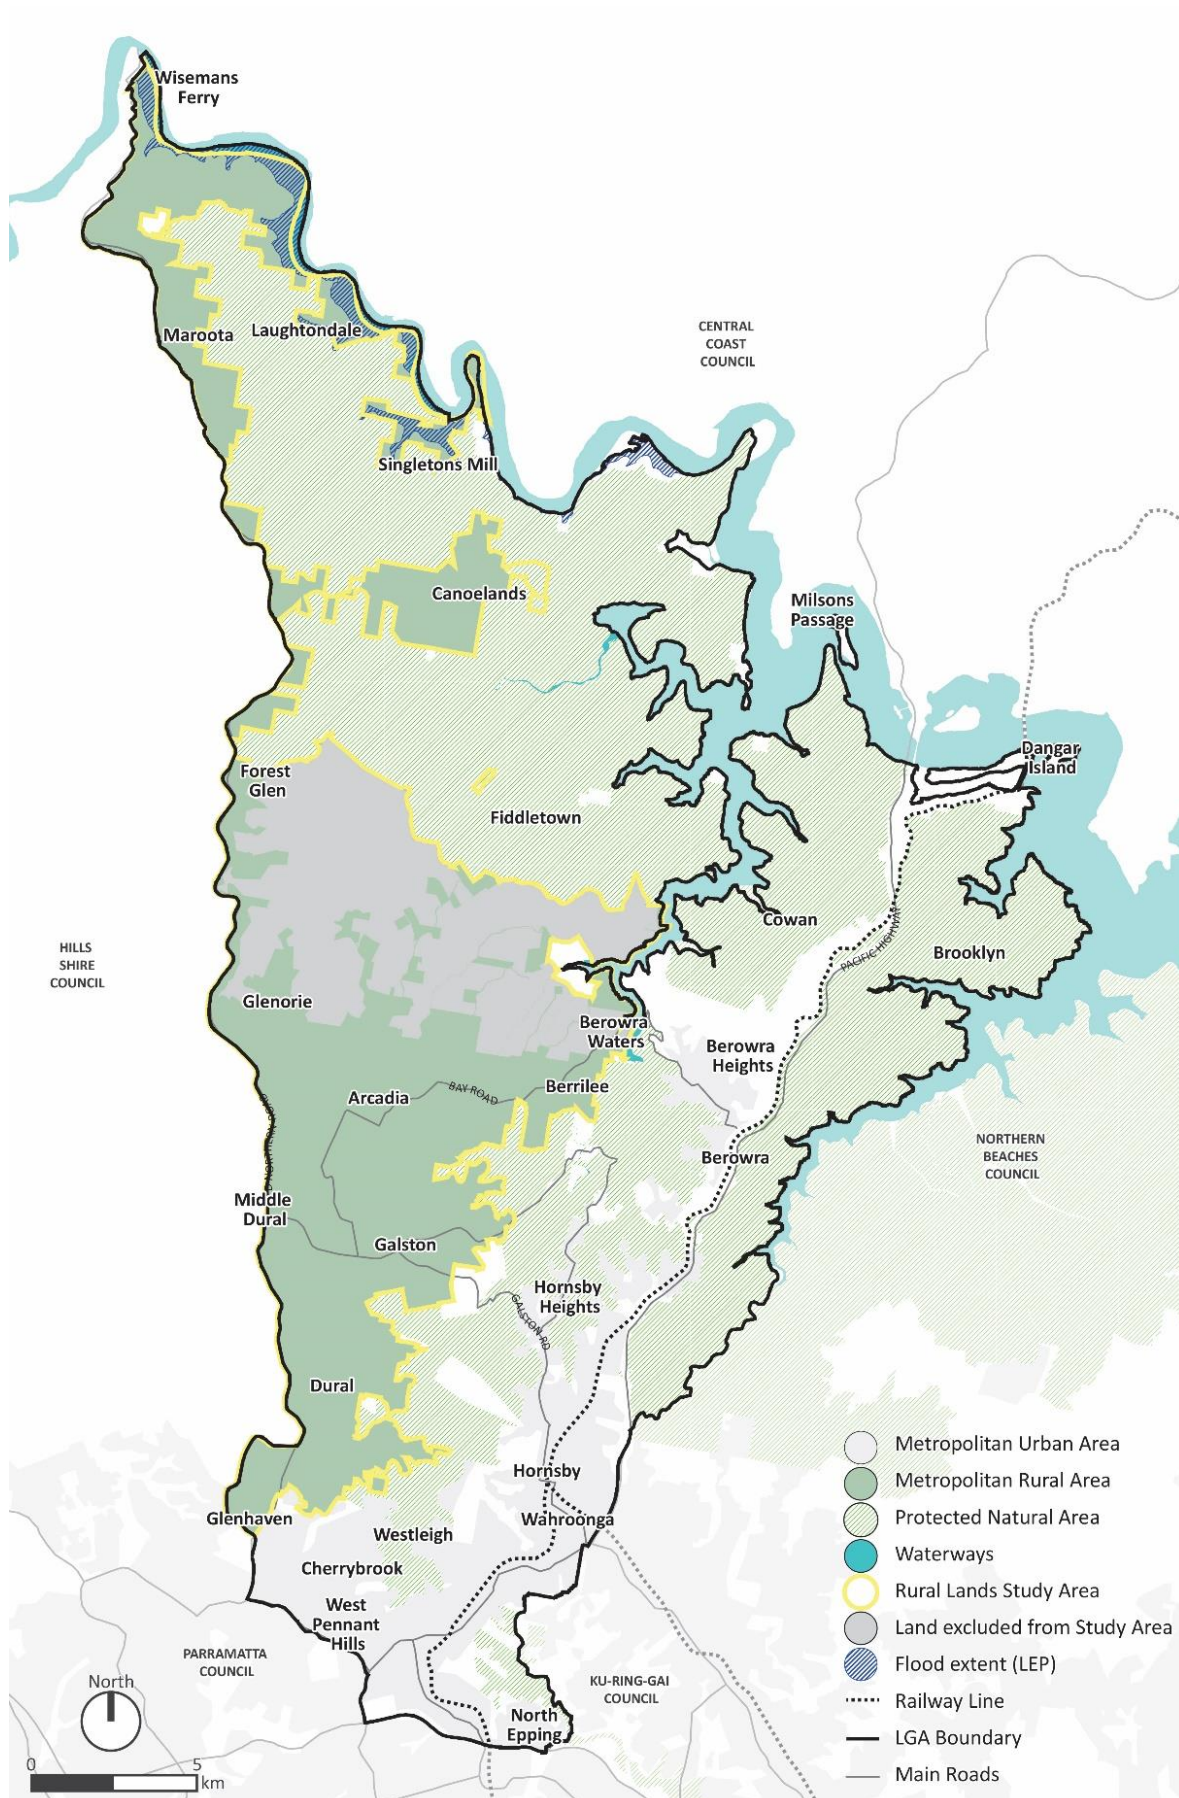 Wisemans
Ferry
Maroota
Laughtondale
CENTRAL
COAST
COUNCIL
Singletons Mill
Canoelands
Milsons
Passage
Forest
Glen
Dangar
Island
Fiddletown
Cowan
HILLS
SHIRE
COUNCIL
PACIFIC HIGHWAY
Brooklyn
Glenorie
Berowra
Waters
Berowra
Heights
Berrilee
Arcadia
BAY ROAD
NORTHERN
BEACHES
COUNCIL
Berowra
D NORTHERN ROAD
Middle
Dural
Galston
Hornsby
Heights
GALSTON RD
Dural
Hornsby
Glenhaven
Wahroonga
Westleigh
Cherrybrook
West
Pennant
Hills
PARRAMATTA
COUNCIL
KU-RING-GAI
COUNCIL
North
Epping
Metropolitan Urban Area
Metropolitan Rural Area
Protected Natural Area
Waterways
Rural Lands Study Area
Land excluded from Study Area
Flood extent (LEP)
Railway Line
LGA Boundary
Main Roads
North
0 5
km